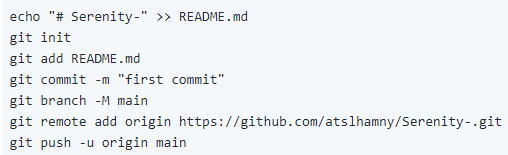 echo "# Serenity-" >> README.md
git init
git add README.md
git commit -m "first commit"
git branch -M main
git remote add origin https://github.com/atslhamny/Serenity-.git
git push -u origin main